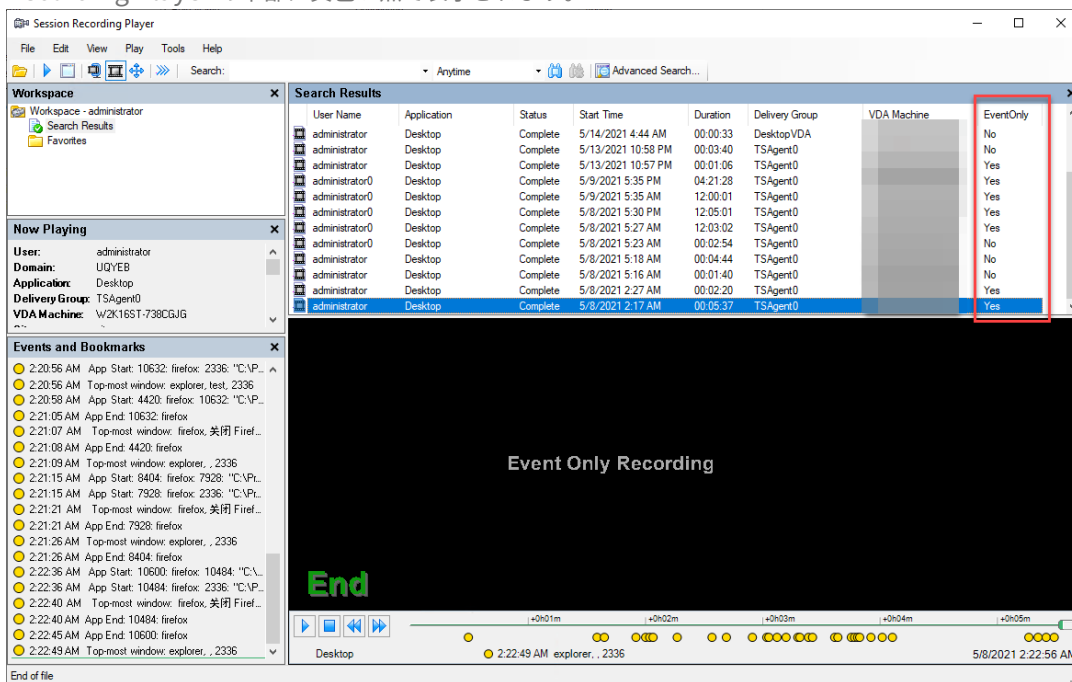 Session Recording Player
File Edit View Play Tools Help
Search: Anytime Advanced Search...
Workspace
Workspace - administrator
Search Results
Favorites
Search Results
User Name Application Status Start Time Duration Delivery Group VDA Machine EventOnly
administrator Desktop Complete 5/14/2021 4:44 AM 00:00:33 DesktopVDA No
administrator Desktop Complete 5/13/2021 10:58 PM 00:03:40 TSAgent0 No
administrator Desktop Complete 5/13/2021 10:57 PM 00:01:06 TSAgent0 Yes
administrator0 Desktop Complete 5/9/2021 5:35 PM 04:21:28 TSAgent0 Yes
administrator0 Desktop Complete 5/9/2021 5:35 AM 12:00:01 TSAgent0 Yes
administrator0 Desktop Complete 5/8/2021 5:30 PM 12:05:01 TSAgent0 Yes
administrator0 Desktop Complete 5/8/2021 5:27 AM 12:03:02 TSAgent0 Yes
administrator0 Desktop Complete 5/8/2021 5:23 AM 00:02:54 TSAgent0 No
administrator Desktop Complete 5/8/2021 5:18 AM 00:04:44 TSAgent0 No
administrator Desktop Complete 5/8/2021 5:16 AM 00:01:40 TSAgent0 No
administrator Desktop Complete 5/8/2021 2:27 AM 00:02:20 TSAgent0 Yes
administrator Desktop Complete 5/8/2021 2:17 AM 00:05:37 TSAgent0 Yes
Now Playing
User: administrator
Domain: UQYEB
Application: Desktop
Delivery Group: TSAgent0
VDA Machine: W2K16ST-738CGJG
Events and Bookmarks
2:20:56 AM App Start: 10632: firefox: 2336: "C:\P...
2:20:56 AM Top-most window: explorer, test, 2336
2:20:58 AM App Start: 4420: firefox: 10632: "C:\P...
2:21:05 AM App End: 10632: firefox
2:21:07 AM Top-most window: firefox, 关闭 Firef...
2:21:08 AM App End: 4420: firefox
2:21:09 AM Top-most window: explorer, , 2336
2:21:15 AM App Start: 8404: firefox: 7928: "C:\Pr...
2:21:15 AM App Start: 7928: firefox: 2336: "C:\Pr...
2:21:21 AM Top-most window: firefox, 关闭 Firef...
2:21:21 AM App End: 7928: firefox
2:21:26 AM Top-most window: explorer, , 2336
2:21:26 AM App End: 8404: firefox
2:22:36 AM App Start: 10600: firefox: 10484: "C:\...
2:22:36 AM App Start: 10484: firefox: 2336: "C:\P...
2:22:40 AM Top-most window: firefox, 关闭 Firef...
2:22:40 AM App End: 10484: firefox
2:22:45 AM App End: 10600: firefox
2:22:49 AM Top-most window: explorer, , 2336
Event Only Recording
End
+0h01m +0h02m +0h03m +0h04m +0h05m
Desktop 2:22:49 AM explorer, , 2336 5/8/2021 2:22:56 AM
End of file